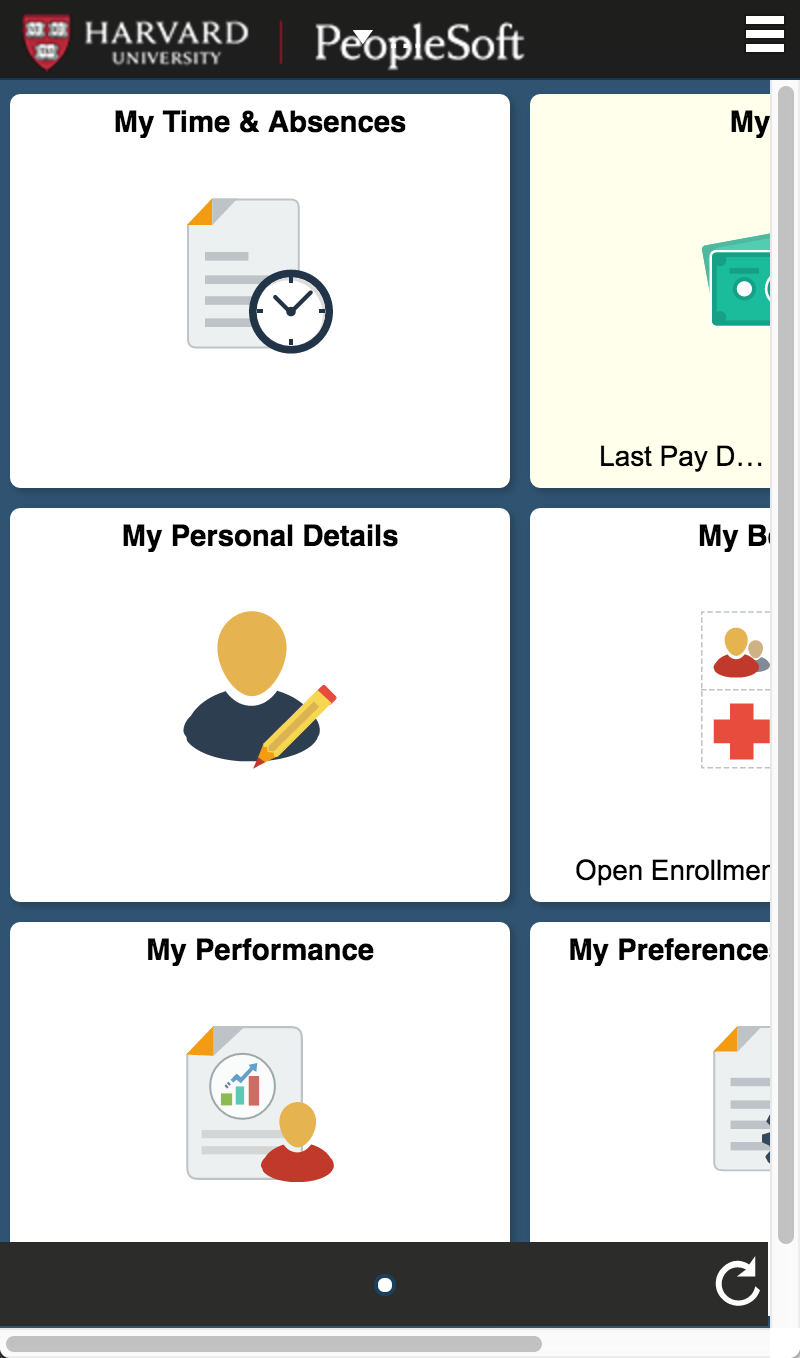 HARVARD
UNIVERSITY
PeopleSoft
My Time & Absences
My
Last Pay D…
My Personal Details
My Be
Open Enrollmen
My Performance
My Preference